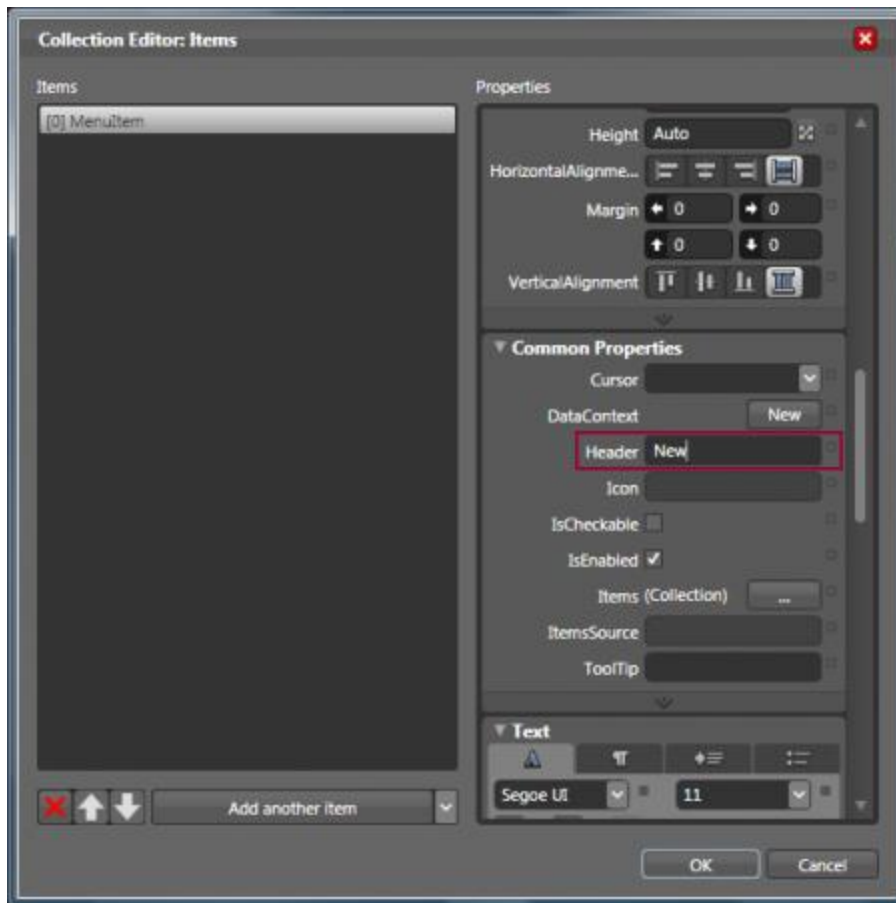 Collection Editor: Items
Items
[0] MenuItem
Add another item
Properties
Height Auto
HorizontalAlignme...
Margin 0 0
0 0
VerticalAlignment
Common Properties
Cursor
DataContext New
Header New
Icon
IsCheckable
IsEnabled
Items (Collection) ...
ItemsSource
ToolTip
Text
Segoe UI 11
OK Cancel